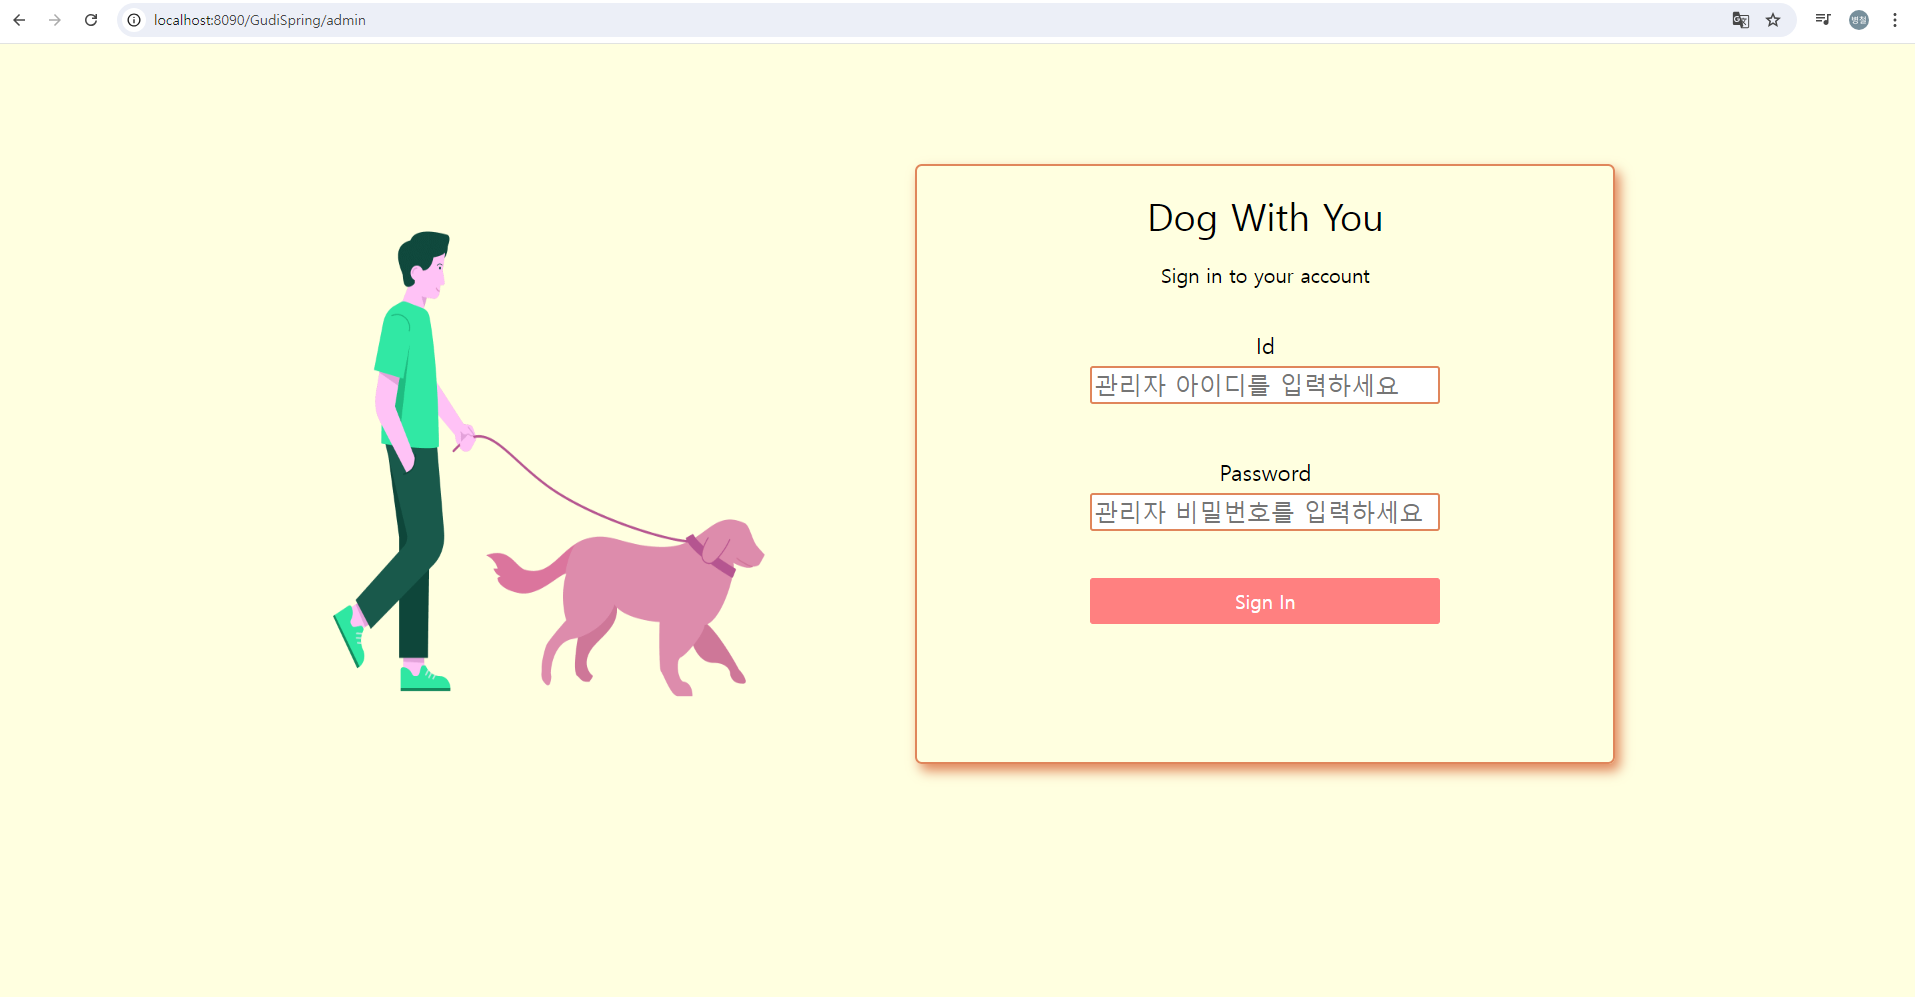 localhost:8090/GudiSpring/admin
병철
Dog With You
Sign in to your account
Id
관리자 아이디를 입력하세요
Password
관리자 비밀번호를 입력하세요
Sign In